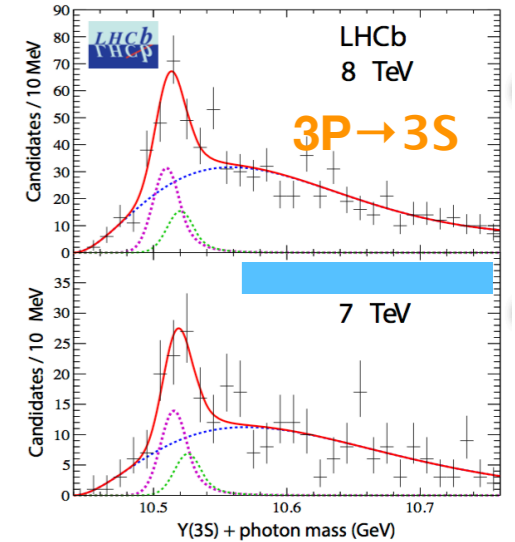 90
80
70
60
50
40
30
20
10
0
Candidates / 10 MeV
LHCb
LHCb
8 TeV
3P→3S
35
30
25
20
15
10
5
0
Candidates / 10 MeV
7 TeV
10.5
10.6
10.7
Υ(3S) + photon mass (GeV)